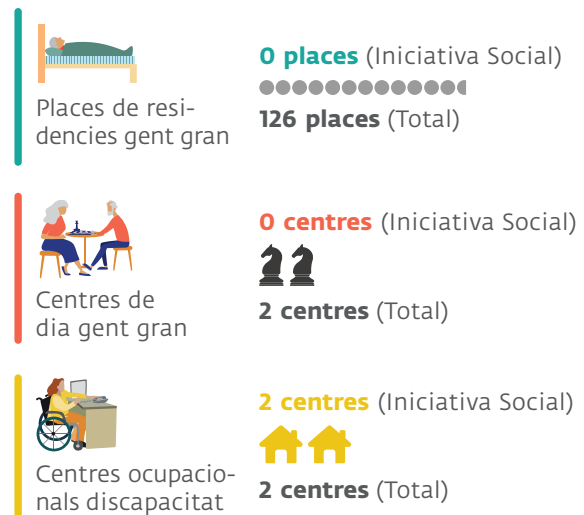 0 places (Iniciativa Social)
Places de resi-
dencies gent gran
126 places (Total)
0 centres (Iniciativa Social)
Centres de
dia gent gran
2 centres (Total)
2 centres (Iniciativa Social)
Centres ocupacio-
nals discapacitat
2 centres (Total)